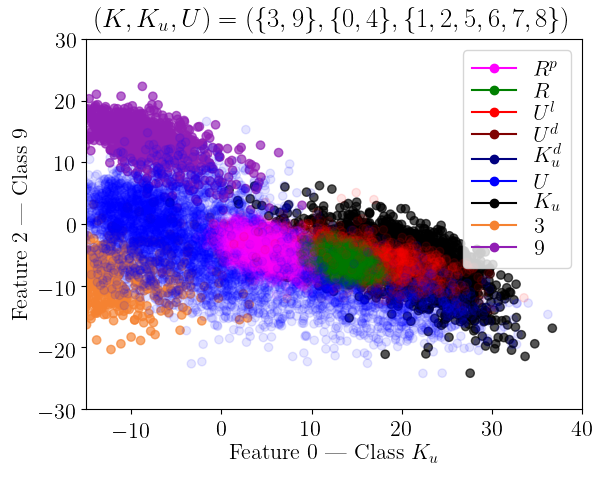 (K, K_u, U) = ({3, 9}, {0, 4}, {1, 2, 5, 6, 7, 8})
R^p
R
U^l
U^d
K_u^d
U
K_u
3
9
30
20
10
0
−10
−20
−30
Feature 2 — Class 9
−10
0
10
20
30
40
Feature 0 — Class K_u